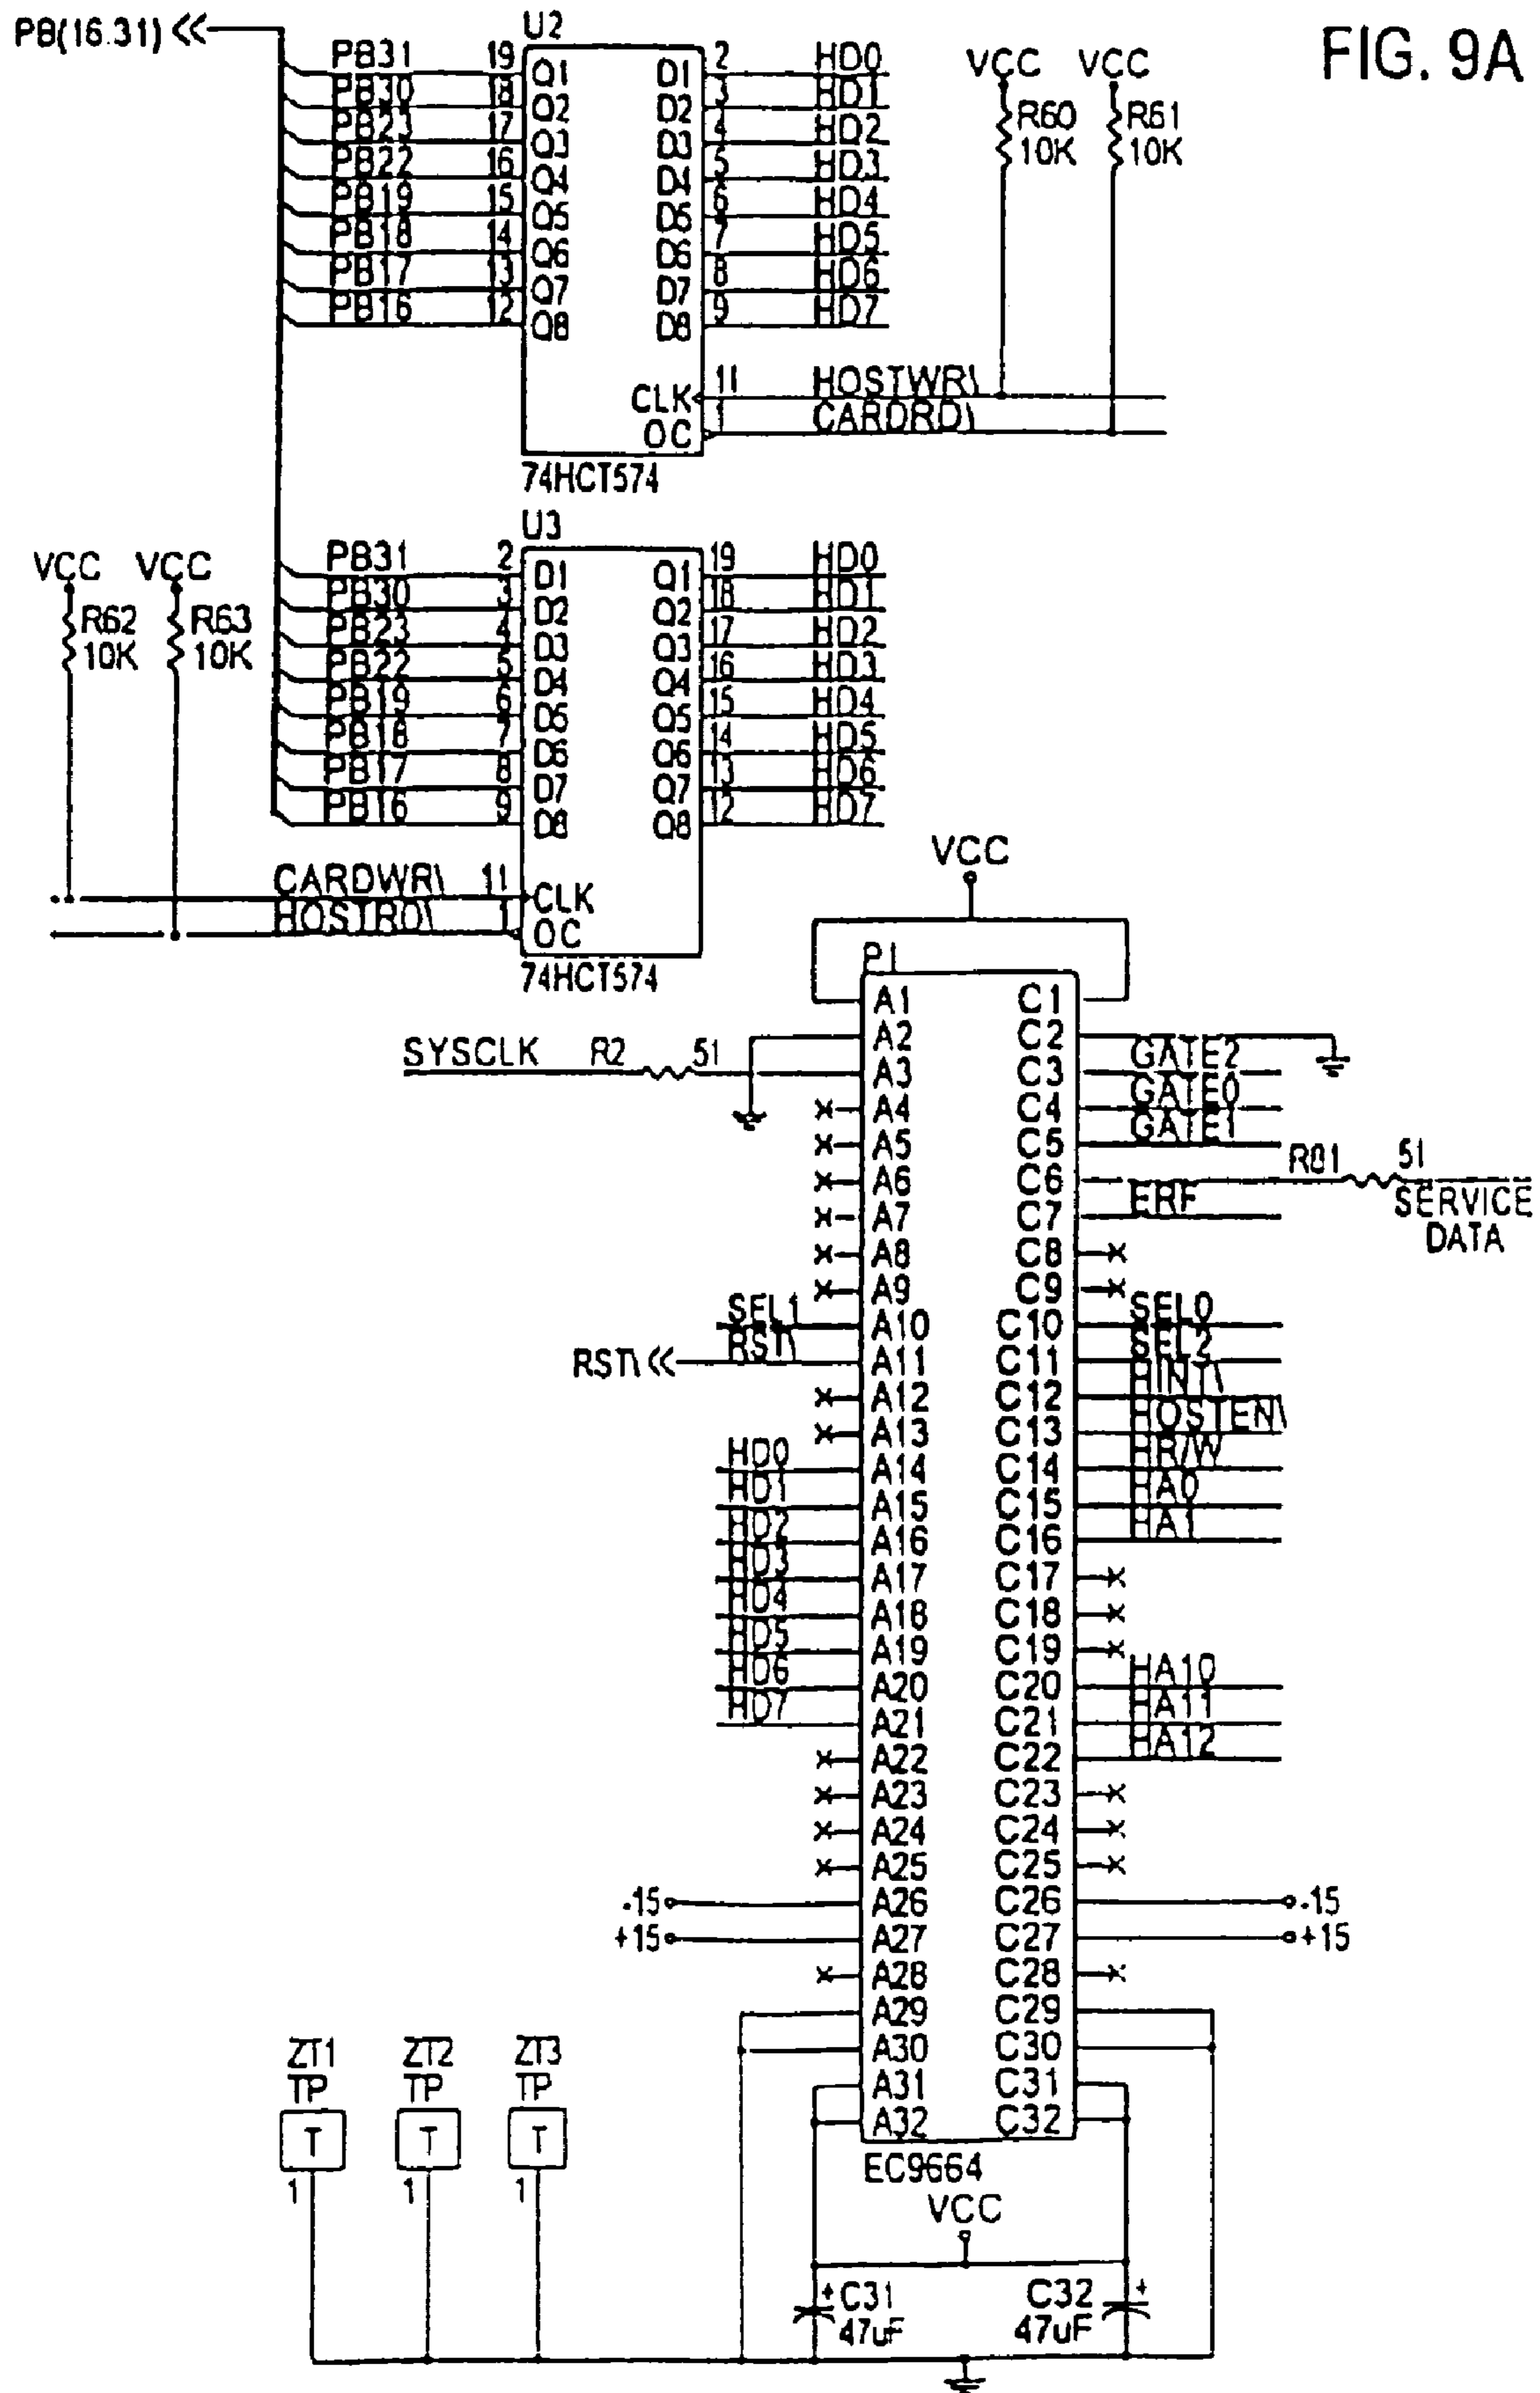 FIG. 9A
PB(16.31)
U2
PB31 19 Q1 D1 2 HD0
PB30 18 Q2 D2 3 HD1
PB23 17 Q3 D3 4 HD2
PB22 16 Q4 D4 5 HD3
PB19 15 Q5 D5 6 HD4
PB18 14 Q6 D6 7 HD5
PB17 13 Q7 D7 8 HD6
PB16 12 Q8 D8 9 HD7
CLK 11 HOSTWR\
OC 1 CARDRD\
74HCT574
VCC VCC
R60 10K
R61 10K
U3
PB31 2 D1 Q1 19 HD0
PB30 3 D2 Q2 18 HD1
PB23 4 D3 Q3 17 HD2
PB22 5 D4 Q4 16 HD3
PB19 6 D5 Q5 15 HD4
PB18 7 D6 Q6 14 HD5
PB17 8 D7 Q7 13 HD6
PB16 9 D8 Q8 12 HD7
CARDWR\ 11 CLK
HOSTRD\ 1 OC
74HCT574
VCC VCC
R62 10K
R63 10K
VCC
P1
A1 C1
A2 C2
SYSCLK R2 51 A3 C3 GATE2
A4 C4 GATE0
A5 C5 GATE1
A6 C6 R81 51 SERVICE DATA
A7 C7 ERF
A8 C8
A9 C9
SEL1 A10 C10 SEL0
RST\ RST\ A11 C11 SEL2
A12 C12 HINT\
A13 C13 HOSTEN\
HD0 A14 C14 HR/W
HD1 A15 C15 HA0
HD2 A16 C16 HA1
HD3 A17 C17
HD4 A18 C18
HD5 A19 C19
HD6 A20 C20 HA10
HD7 A21 C21 HA11
A22 C22 HA12
A23 C23
A24 C24
A25 C25
-15 A26 C26 -15
+15 A27 C27 +15
A28 C28
A29 C29
A30 C30
A31 C31
A32 C32
EC9664
VCC
+ C31 47uF
C32 + 47uF
ZT1 ZT2 ZT3
TP TP TP
T T T
1 1 1